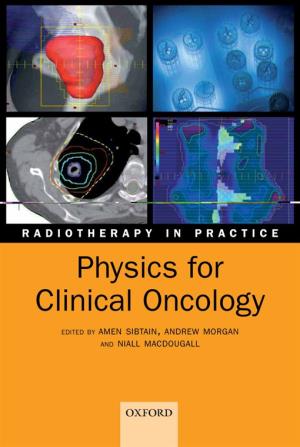 RADIOTHERAPY IN PRACTICE
Physics for
Clinical Oncology
EDITED BY AMEN SIBTAIN, ANDREW MORGAN
AND NIALL MACDOUGALL
OXFORD